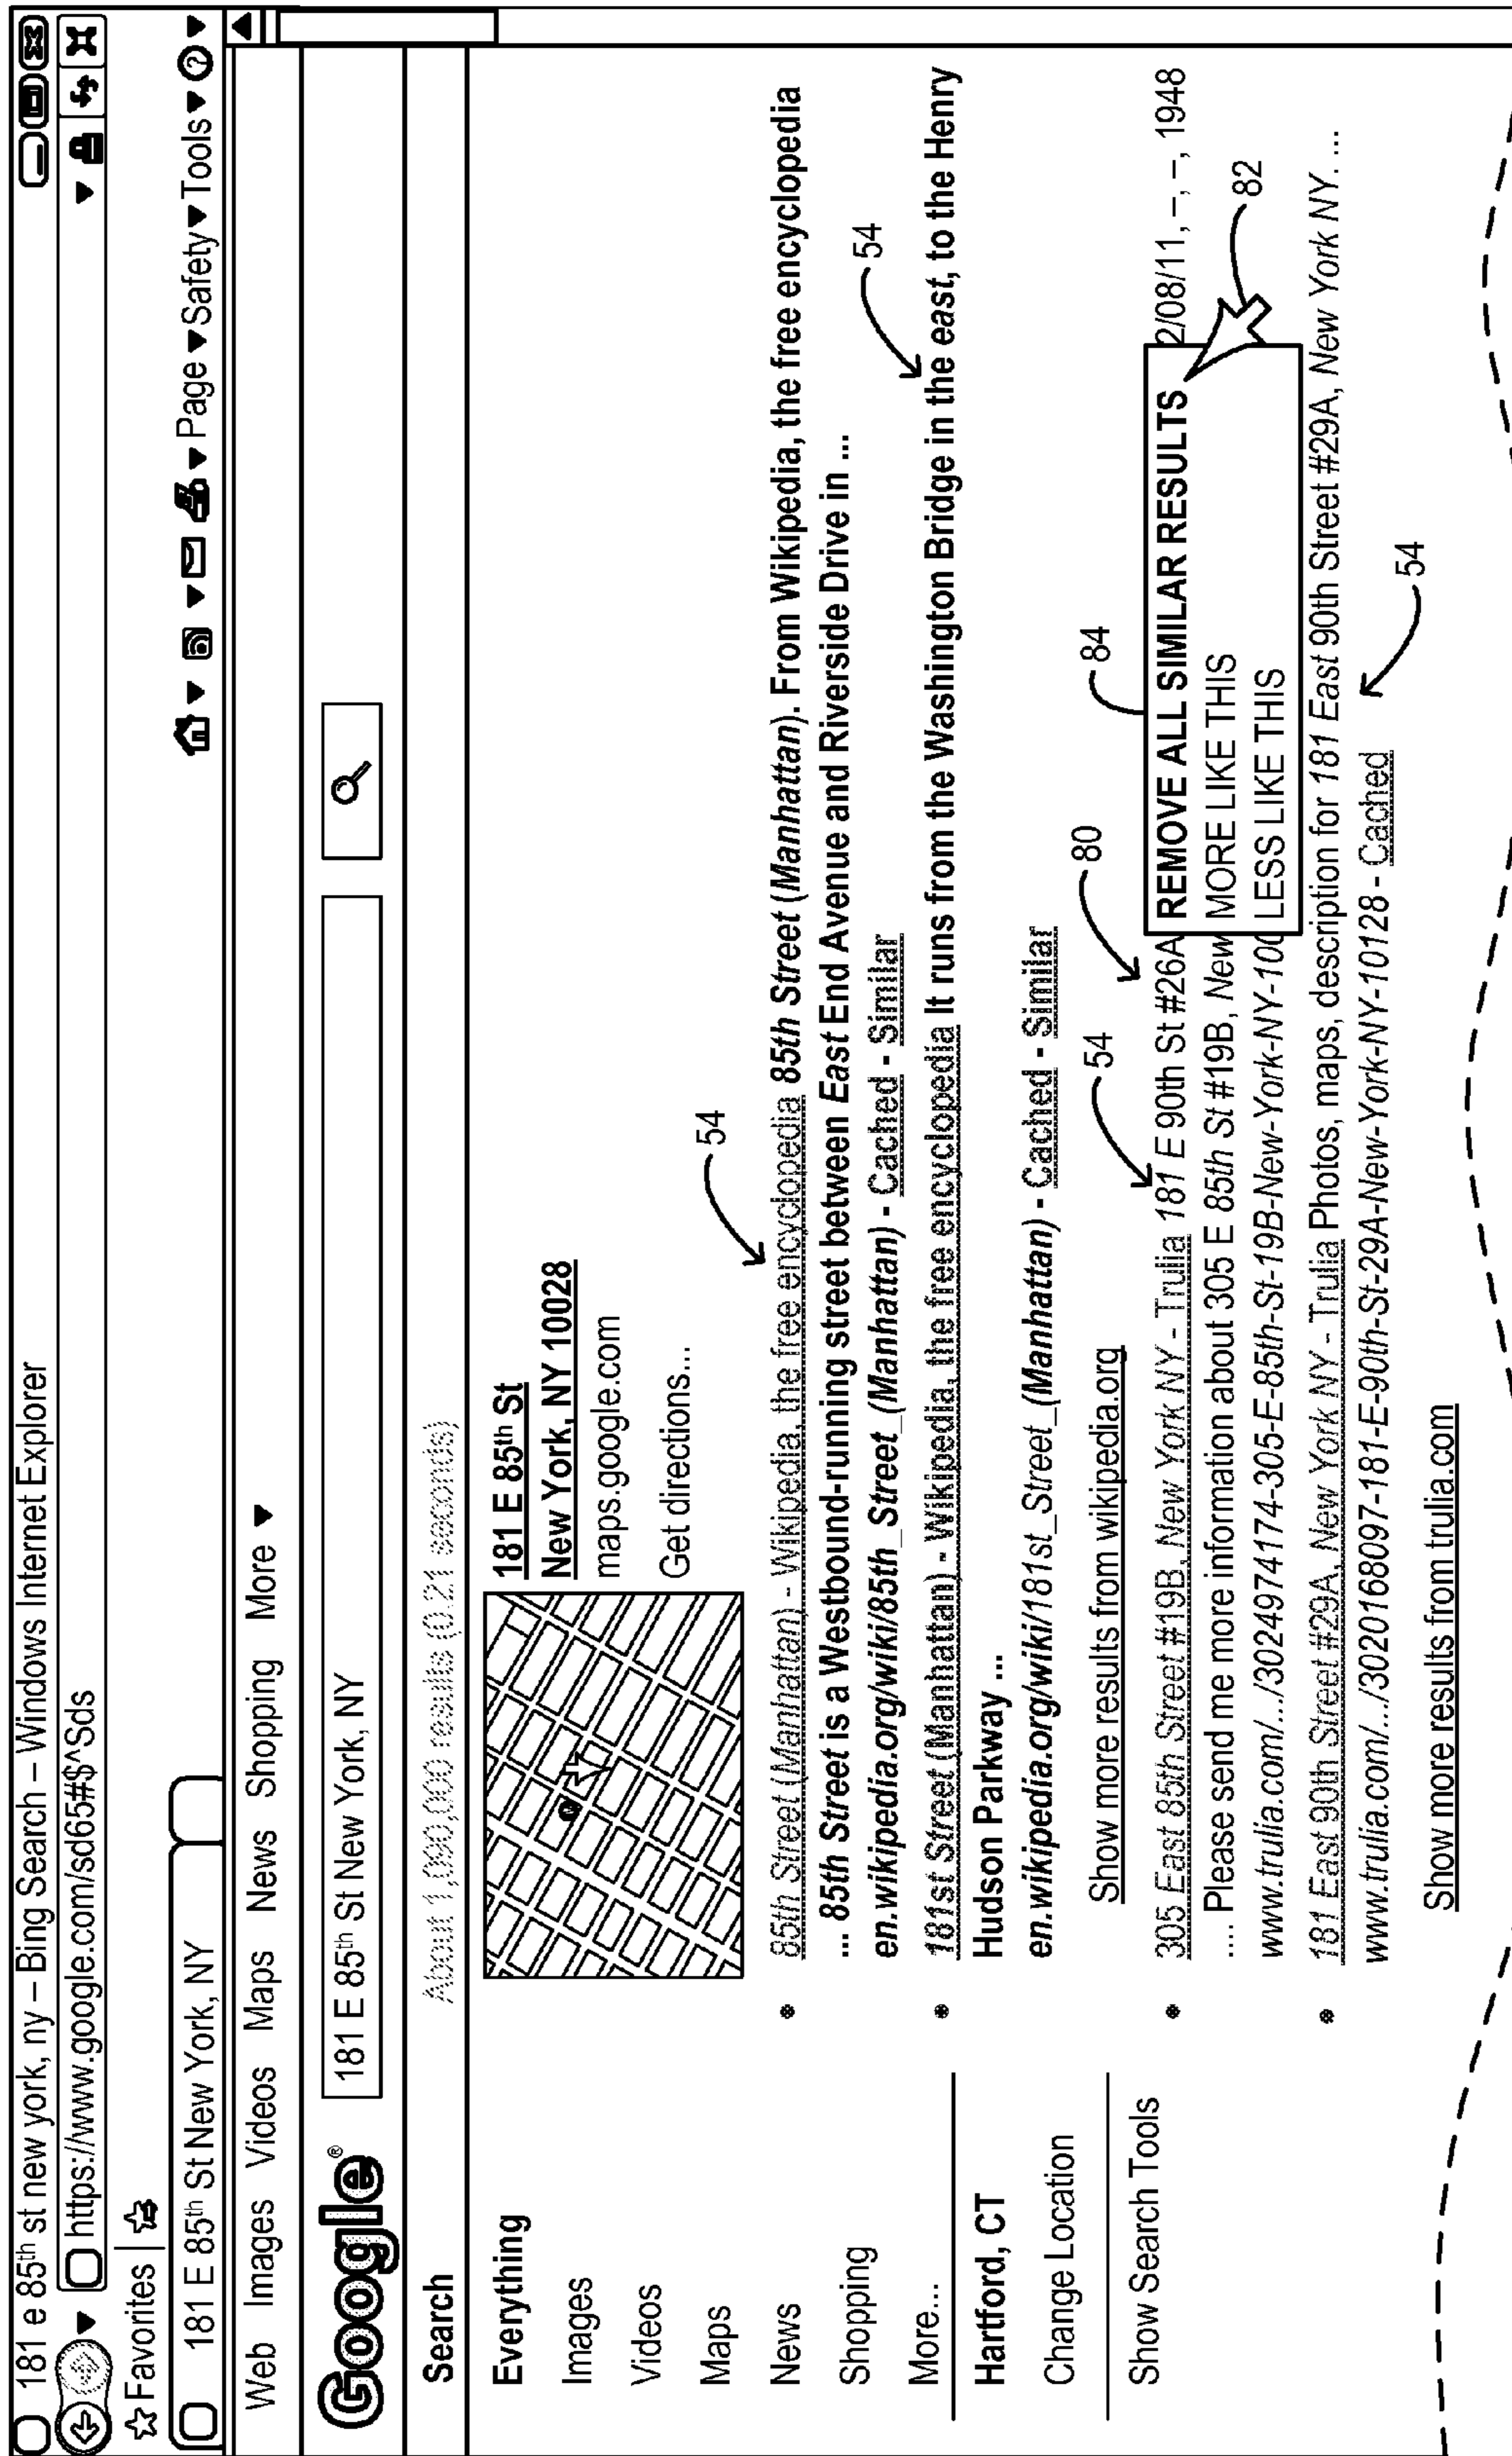 181 e 85th st new york, ny – Bing Search – Windows Internet Explorer
https://www.google.com/sd65#$^Sds
Favorites
181 E 85th St New York, NY
Page Safety Tools ?
Web Images Videos Maps News Shopping More
Google® 181 E 85th St New York, NY
Search About 1,090,000 results (0.21 seconds)
Everything
Images
Videos
Maps
News
Shopping
More...
Hartford, CT
Change Location
Show Search Tools
181 E 85th St
New York, NY 10028
maps.google.com
Get directions...
54
85th Street (Manhattan) - Wikipedia, the free encyclopedia 85th Street (Manhattan). From Wikipedia, the free encyclopedia
... 85th Street is a Westbound-running street between East End Avenue and Riverside Drive in ...
en.wikipedia.org/wiki/85th_Street_(Manhattan) - Cached - Similar
54
181st Street (Manhattan) - Wikipedia, the free encyclopedia It runs from the Washington Bridge in the east, to the Henry
Hudson Parkway ...
en.wikipedia.org/wiki/181st_Street_(Manhattan) - Cached - Similar
Show more results from wikipedia.org
54
80
84
82
305 East 85th Street #19B, New York NY - Trulia 181 E 90th St #26A 2/08/11, –, –, 1948
.... Please send me more information about 305 E 85th St #19B, New
www.trulia.com/.../3024974174-305-E-85th-St-19B-New-York-NY-100
REMOVE ALL SIMILAR RESULTS
MORE LIKE THIS
LESS LIKE THIS
181 East 90th Street #29A, New York NY - Trulia Photos, maps, description for 181 East 90th Street #29A, New York NY. ...
www.trulia.com/.../3020168097-181-E-90th-St-29A-New-York-NY-10128 - Cached
54
Show more results from trulia.com